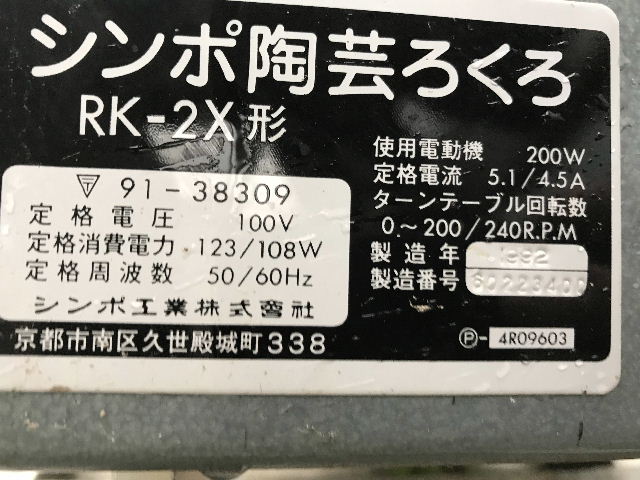 シンポ陶芸ろくろ
RK-2X形
91-38309
定格電圧 100V
定格消費電力 123/108W
定格周波数 50/60Hz
シンポ工業株式会社
京都市南区久世殿城町338
使用電動機 200W
定格電流 5.1/4.5A
ターンテーブル回転数
0~200/240R.P.M
製造年 1992
製造番号 60223400
Ⓟ-4R09603